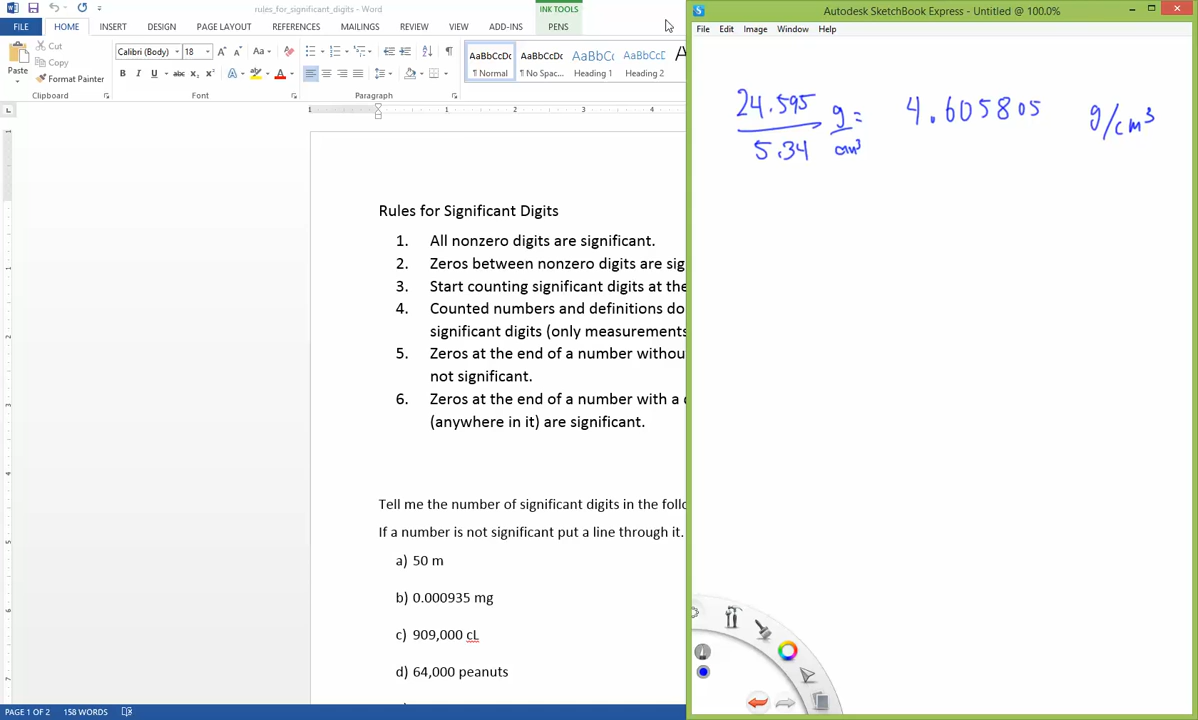 rules_for_significant_digits - Word
INK TOOLS
FILE HOME INSERT DESIGN PAGE LAYOUT REFERENCES MAILINGS REVIEW VIEW ADD-INS PENS
Paste
Cut
Copy
Format Painter
Clipboard
Calibri (Body) 18
Font
Paragraph
AaBbCcDc AaBbCcDc AaBbCc AaBbCcD
¶ Normal ¶ No Spac... Heading 1 Heading 2
Rules for Significant Digits
1. All nonzero digits are significant.
2. Zeros between nonzero digits are sig
3. Start counting significant digits at the
4. Counted numbers and definitions do
significant digits (only measurements
5. Zeros at the end of a number withou
not significant.
6. Zeros at the end of a number with a
(anywhere in it) are significant.
Tell me the number of significant digits in the follo
If a number is not significant put a line through it.
a) 50 m
b) 0.000935 mg
c) 909,000 cL
d) 64,000 peanuts
PAGE 1 OF 2 158 WORDS
Autodesk SketchBook Express - Untitled @ 100.0%
File Edit Image Window Help
24.595 g = 4.605805 g/cm³
5.34 cm³